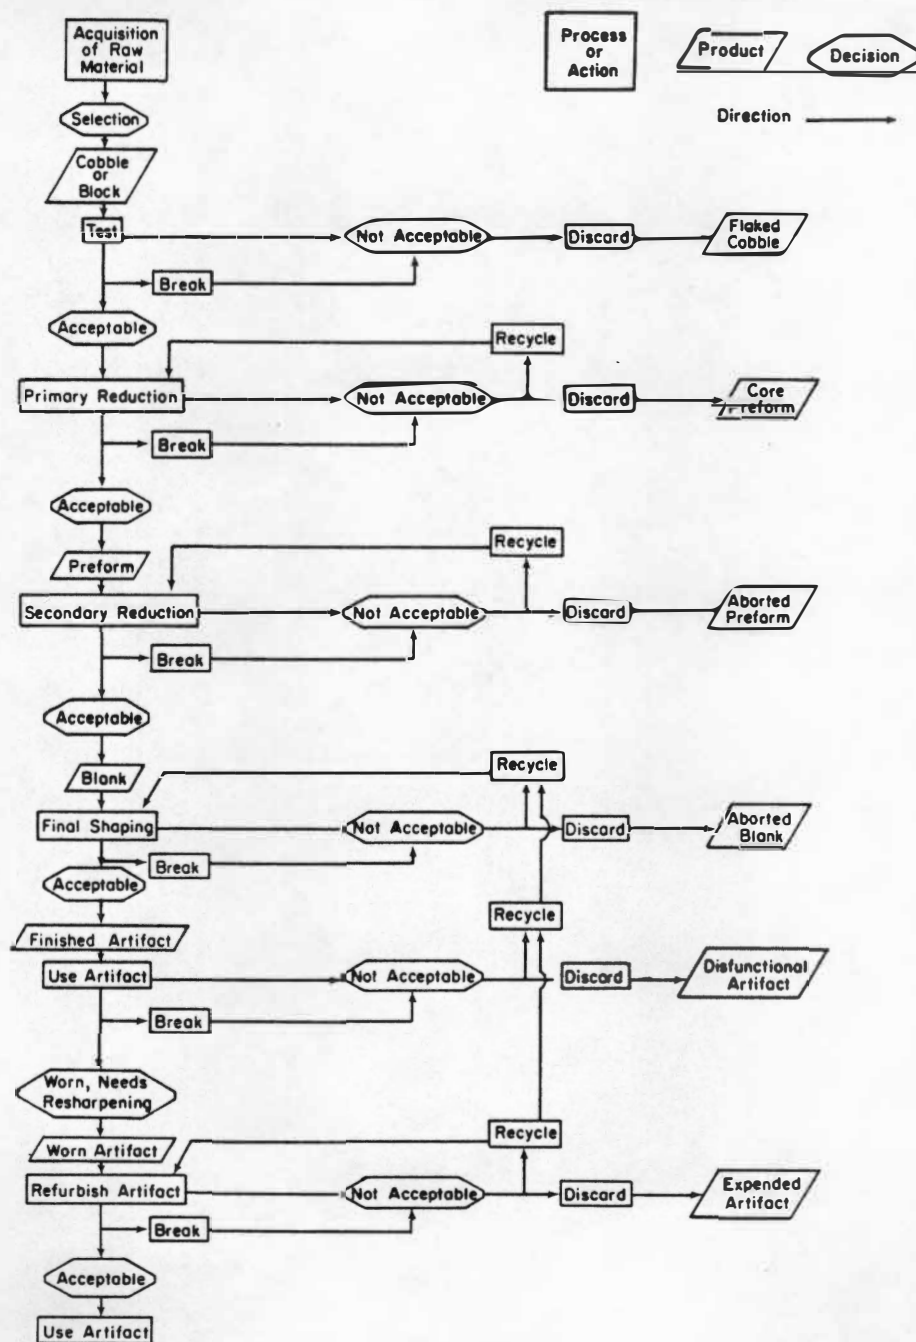 Acquisition
of Raw
Material
Process
or
Action
Product
Decision
Direction
Selection
Cobble
or
Block
Test
Not Acceptable
Discard
Flaked
Cobble
Break
Acceptable
Recycle
Primary Reduction
Not Acceptable
Discard
Core
Preform
Break
Acceptable
Recycle
Preform
Secondary Reduction
Not Acceptable
Discard
Aborted
Preform
Break
Acceptable
Recycle
Blank
Final Shaping
Not Acceptable
Discard
Aborted
Blank
Break
Acceptable
Recycle
Finished Artifact
Use Artifact
Not Acceptable
Discard
Disfunctional
Artifact
Break
Worn, Needs
Resharpening
Recycle
Worn Artifact
Refurbish Artifact
Not Acceptable
Discard
Expended
Artifact
Break
Acceptable
Use Artifact